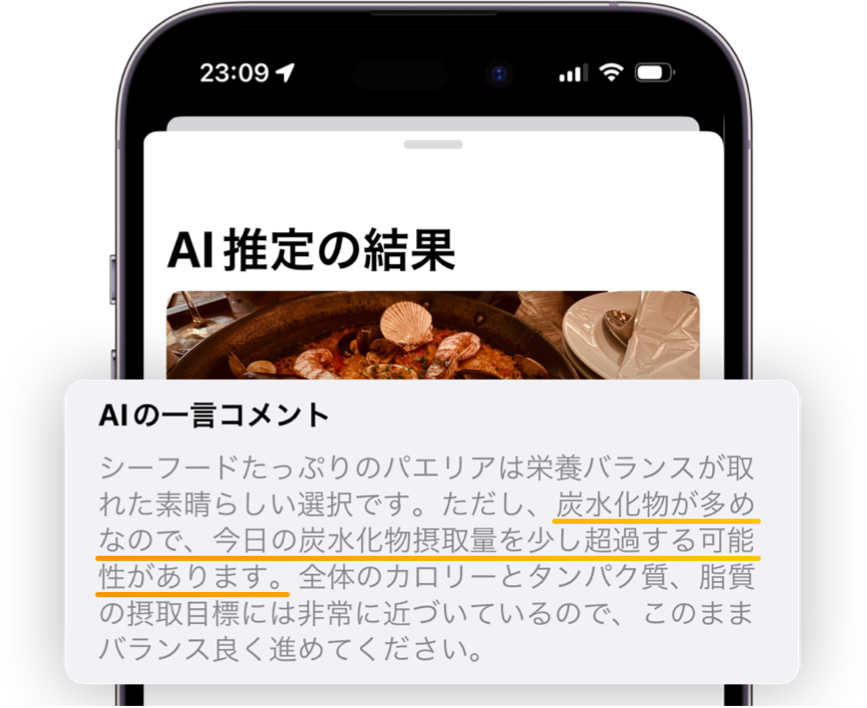 23:09
AI推定の結果
AIの一言コメント
シーフードたっぷりのパエリアは栄養バランスが取
れた素晴らしい選択です。ただし、炭水化物が多め
なので、今日の炭水化物摂取量を少し超過する可能
性があります。全体のカロリーとタンパク質、脂質
の摂取目標には非常に近づいているので、このまま
バランス良く進めてください。